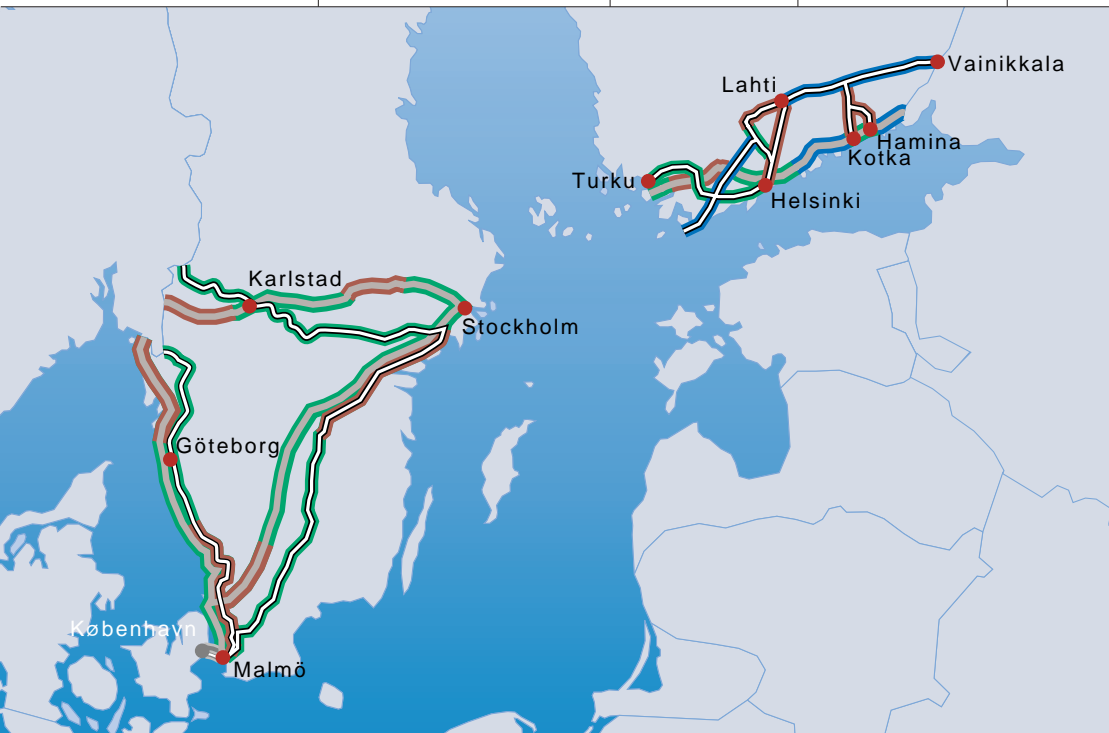 Vainikkala
Lahti
Hamina
Kotka
Turku
Helsinki
Karlstad
Stockholm
Göteborg
København
Malmö